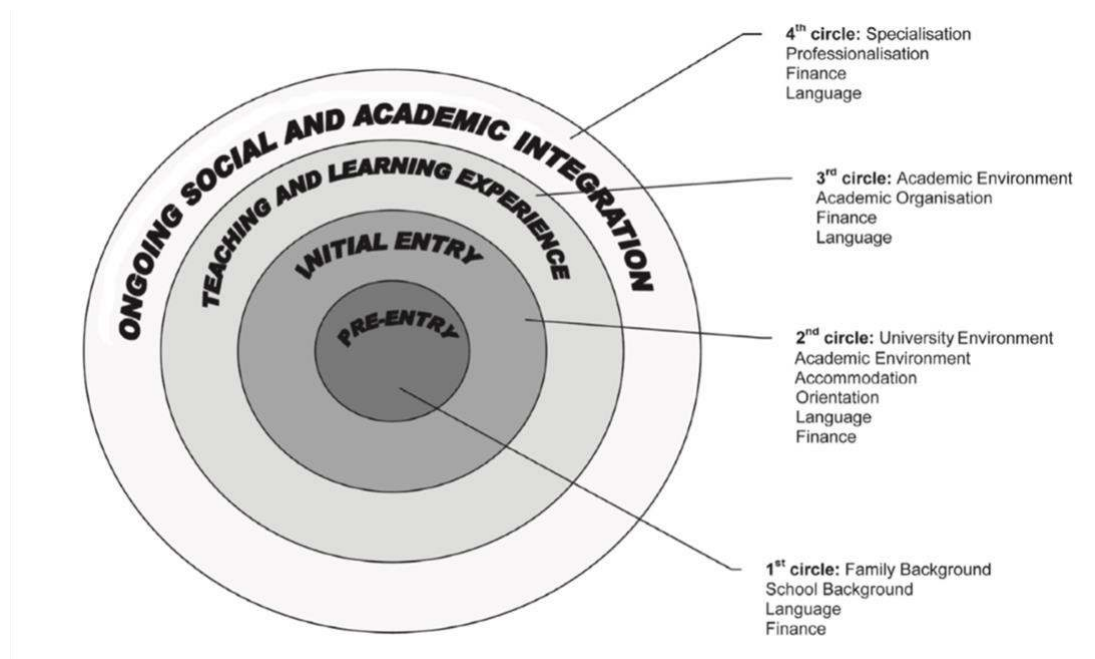 4th circle: Specialisation
Professionalisation
Finance
Language
ONGOING SOCIAL AND ACADEMIC INTEGRATION
TEACHING AND LEARNING EXPERIENCE
INITIAL ENTRY
PRE-ENTRY
3rd circle: Academic Environment
Academic Organisation
Finance
Language
2nd circle: University Environment
Academic Environment
Accommodation
Orientation
Language
Finance
1st circle: Family Background
School Background
Language
Finance